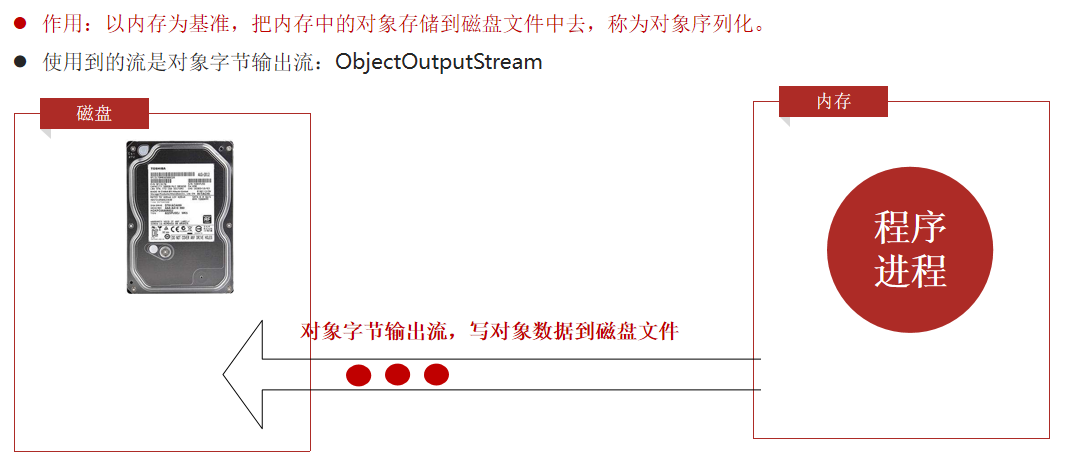 作用：以内存为基准，把内存中的对象存储到磁盘文件中去，称为对象序列化。
使用到的流是对象字节输出流：ObjectOutputStream
磁盘
内存
TOSHIBA
程序
进程
对象字节输出流，写对象数据到磁盘文件